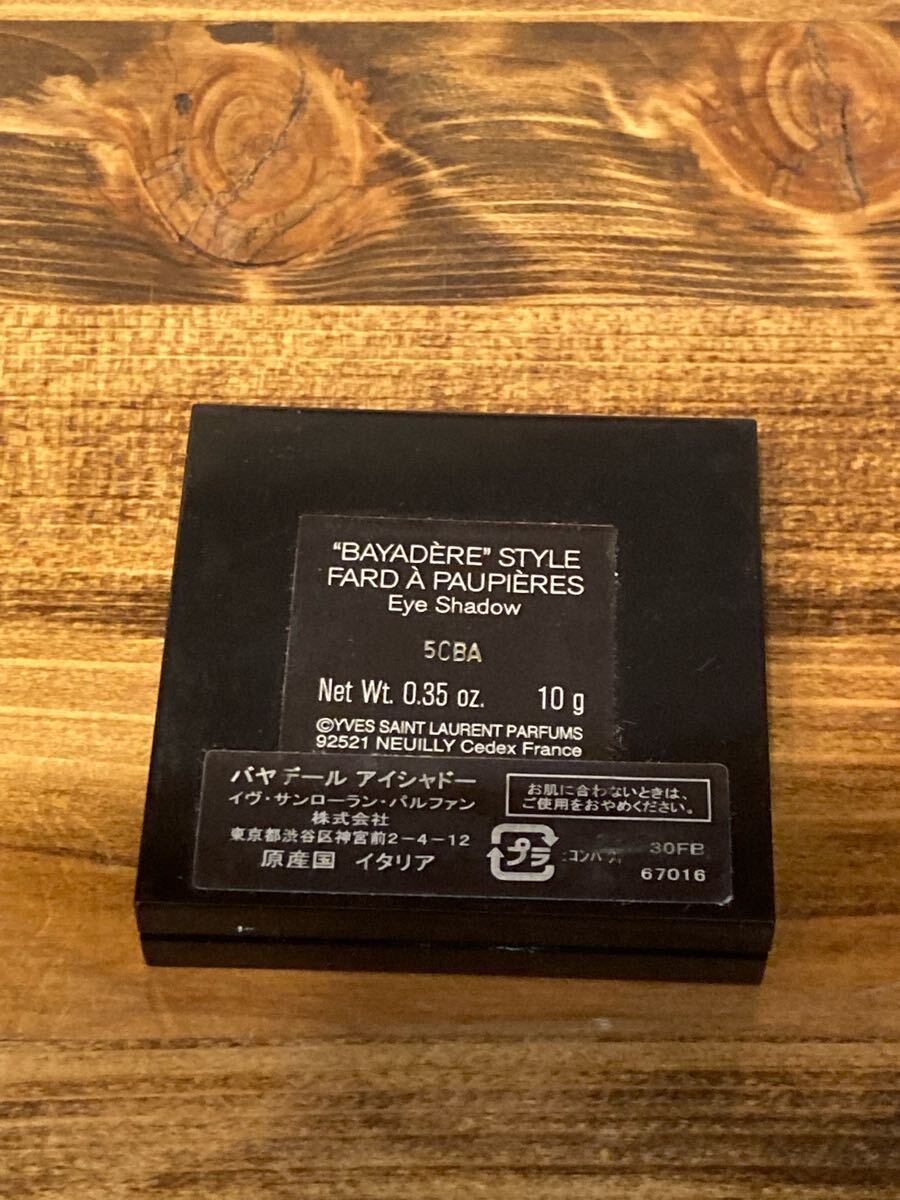 “BAYADÈRE” STYLE
FARD À PAUPIÈRES
Eye Shadow
5CBA
Net Wt. 0.35 oz. 10 g
©YVES SAINT LAURENT PARFUMS
92521 NEUILLY Cedex France
バヤデール アイシャドー
イヴ・サンローラン・パルファン
株式会社
東京都渋谷区神宮前2-4-12
原産国 イタリア
お肌に合わないときは、
ご使用をおやめください。
プラ
30FB
67016